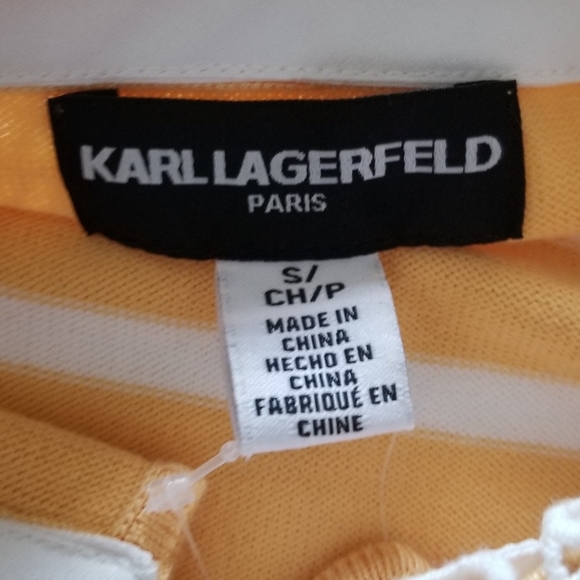 KARL LAGERFELD
PARIS
S/
CH/P
MADE IN
CHINA
HECHO EN
CHINA
FABRIQUÉ EN
CHINE